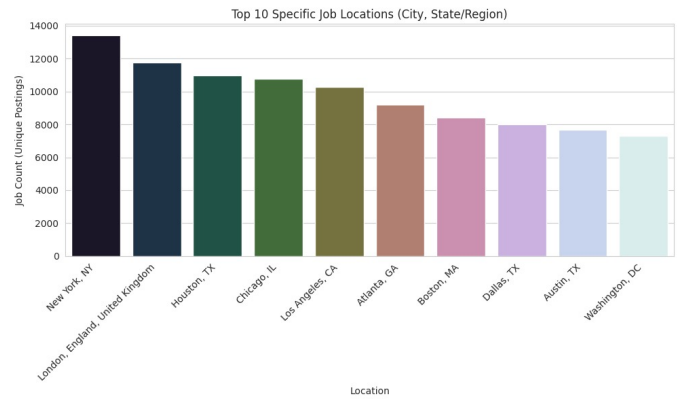 Top 10 Specific Job Locations (City, State/Region)
Job Count (Unique Postings)
14000
12000
10000
8000
6000
4000
2000
0
New York, NY
London, England, United Kingdom
Houston, TX
Chicago, IL
Los Angeles, CA
Atlanta, GA
Boston, MA
Dallas, TX
Austin, TX
Washington, DC
Location